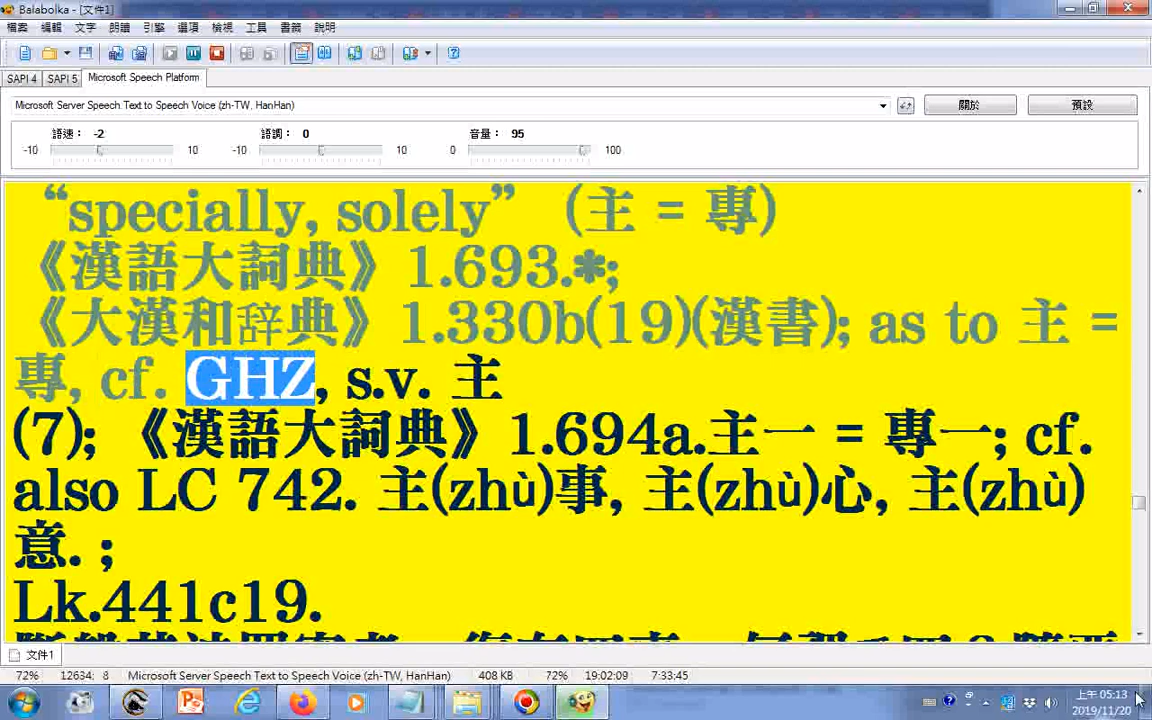 Balabolka - [文件1]
檔案 編輯 文字 朗讀 引擎 選項 檢視 工具 書籤 說明
SAPI 4 SAPI 5 Microsoft Speech Platform
Microsoft Server Speech Text to Speech Voice (zh-TW, HanHan) 關於 預設
語速： -2 語調： 0 音量： 95
-10 10 -10 10 0 100
“specially, solely” (主 = 專)
《漢語大詞典》 1.693.*;
《大漢和辞典》 1.330b(19)(漢書); as to 主 =
專, cf. GHZ, s.v. 主
(7); 《漢語大詞典》 1.694a.主一 = 專一; cf.
also LC 742. 主(zhù)事, 主(zhù)心, 主(zhù)
意. ;
Lk.441c19.
文件1
72% 12634: 8 Microsoft Server Speech Text to Speech Voice (zh-TW, HanHan) 408 KB 72% 19:02:09 7:33:45
上午 05:13
2019/11/20